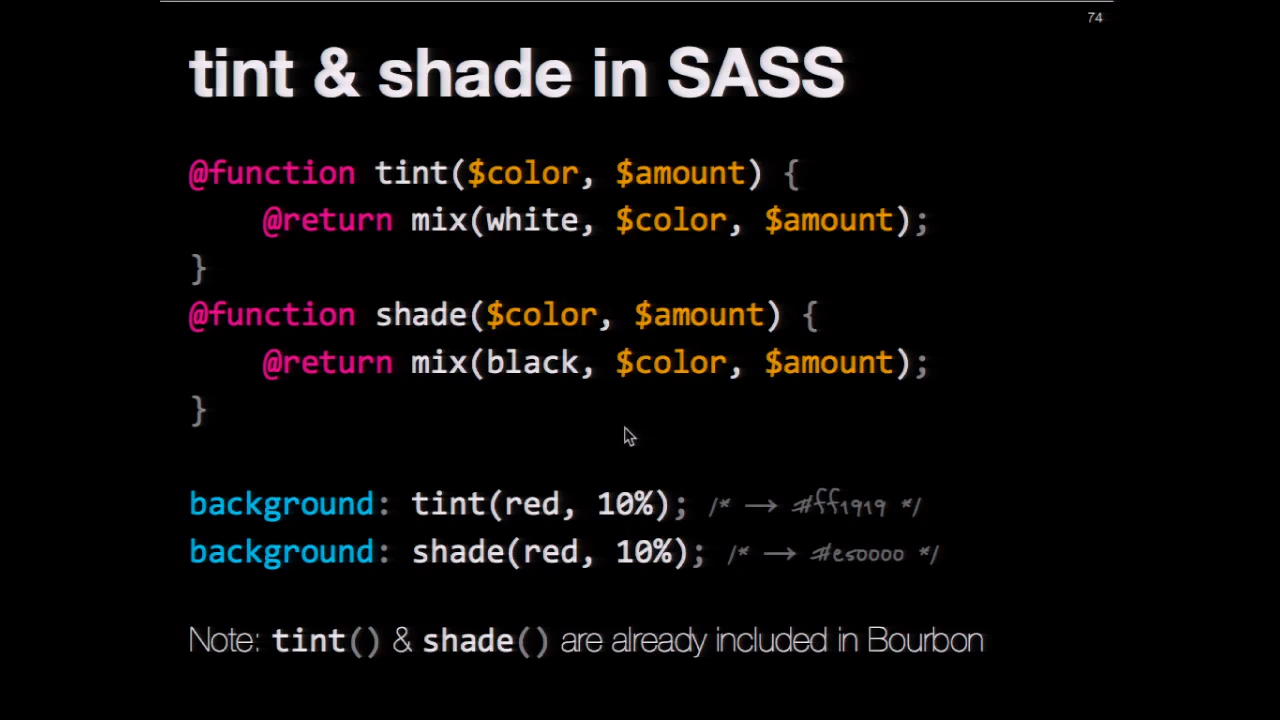 74
tint & shade in SASS
@function tint($color, $amount) {
@return mix(white, $color, $amount);
}
@function shade($color, $amount) {
@return mix(black, $color, $amount);
}
background: tint(red, 10%); /* → #ff1919 */
background: shade(red, 10%); /* → #e50000 */
Note: tint() & shade() are already included in Bourbon